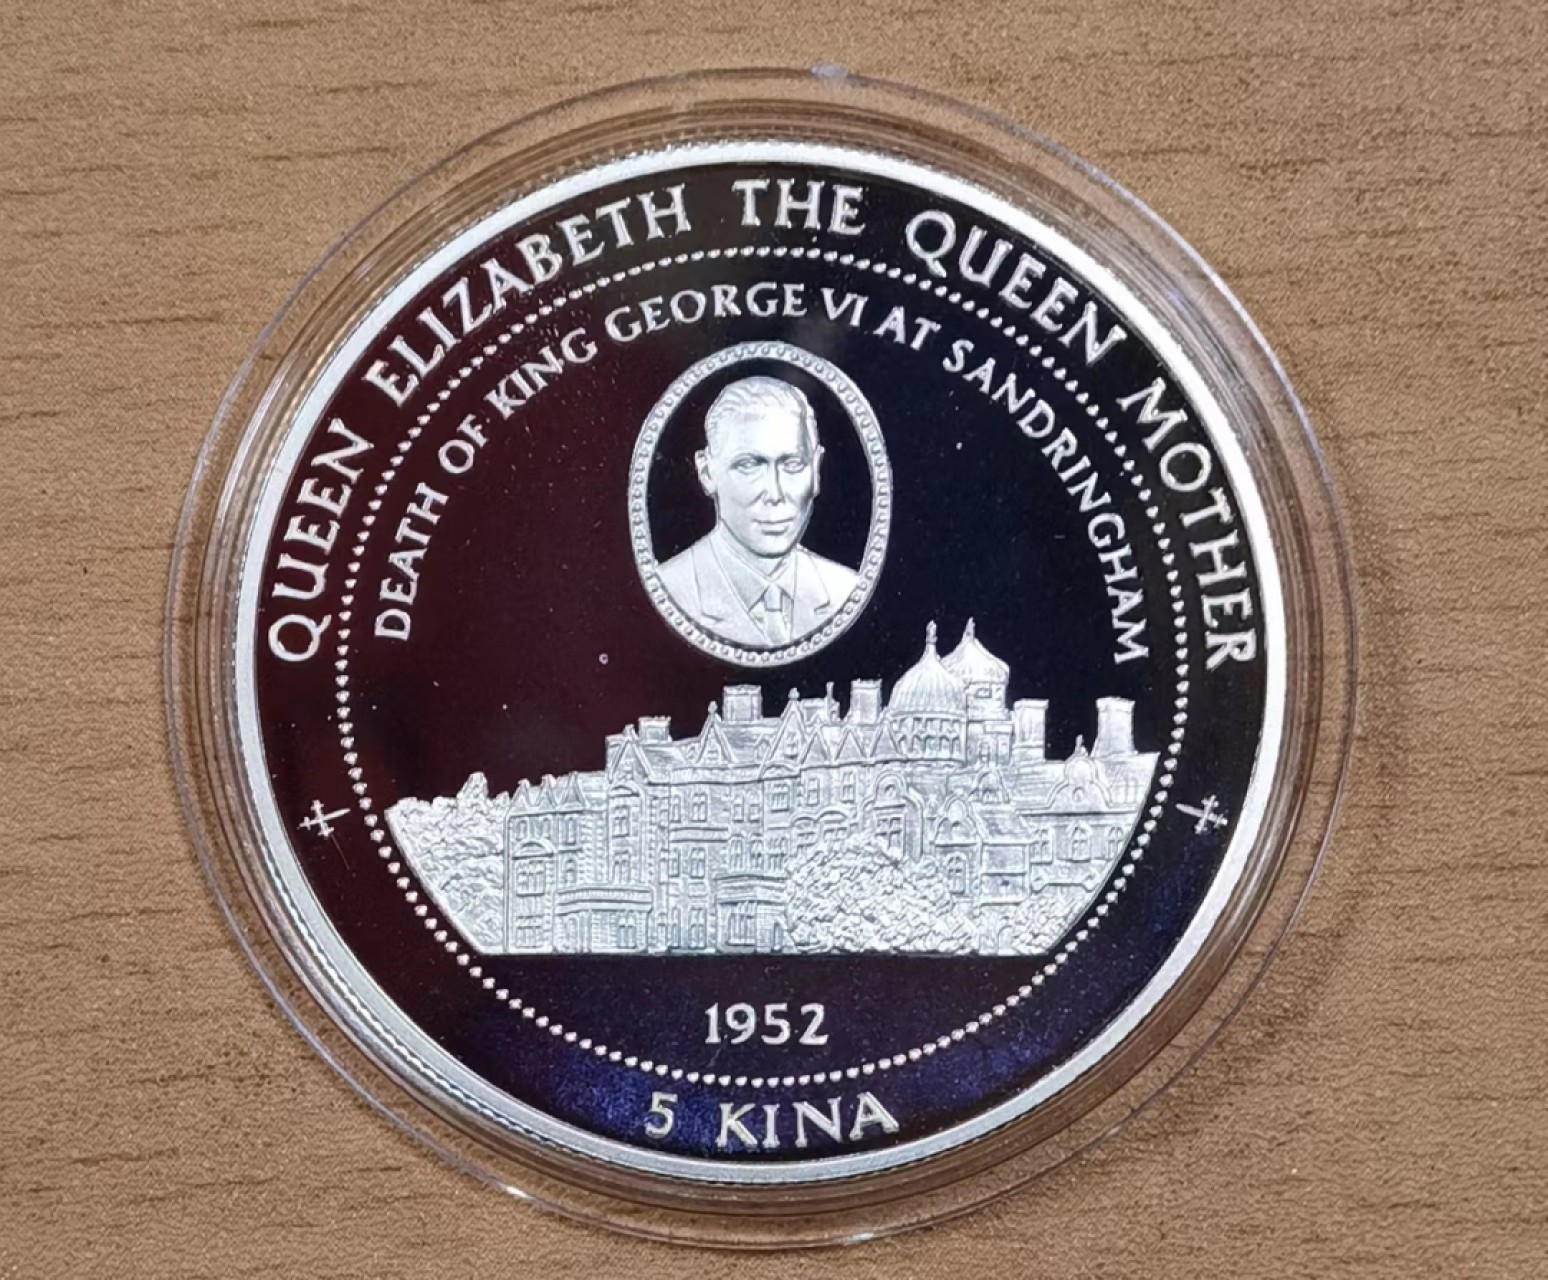 QUEEN ELIZABETH THE QUEEN MOTHER
DEATH OF KING GEORGE VI AT SANDRINGHAM
1952
5 KINA